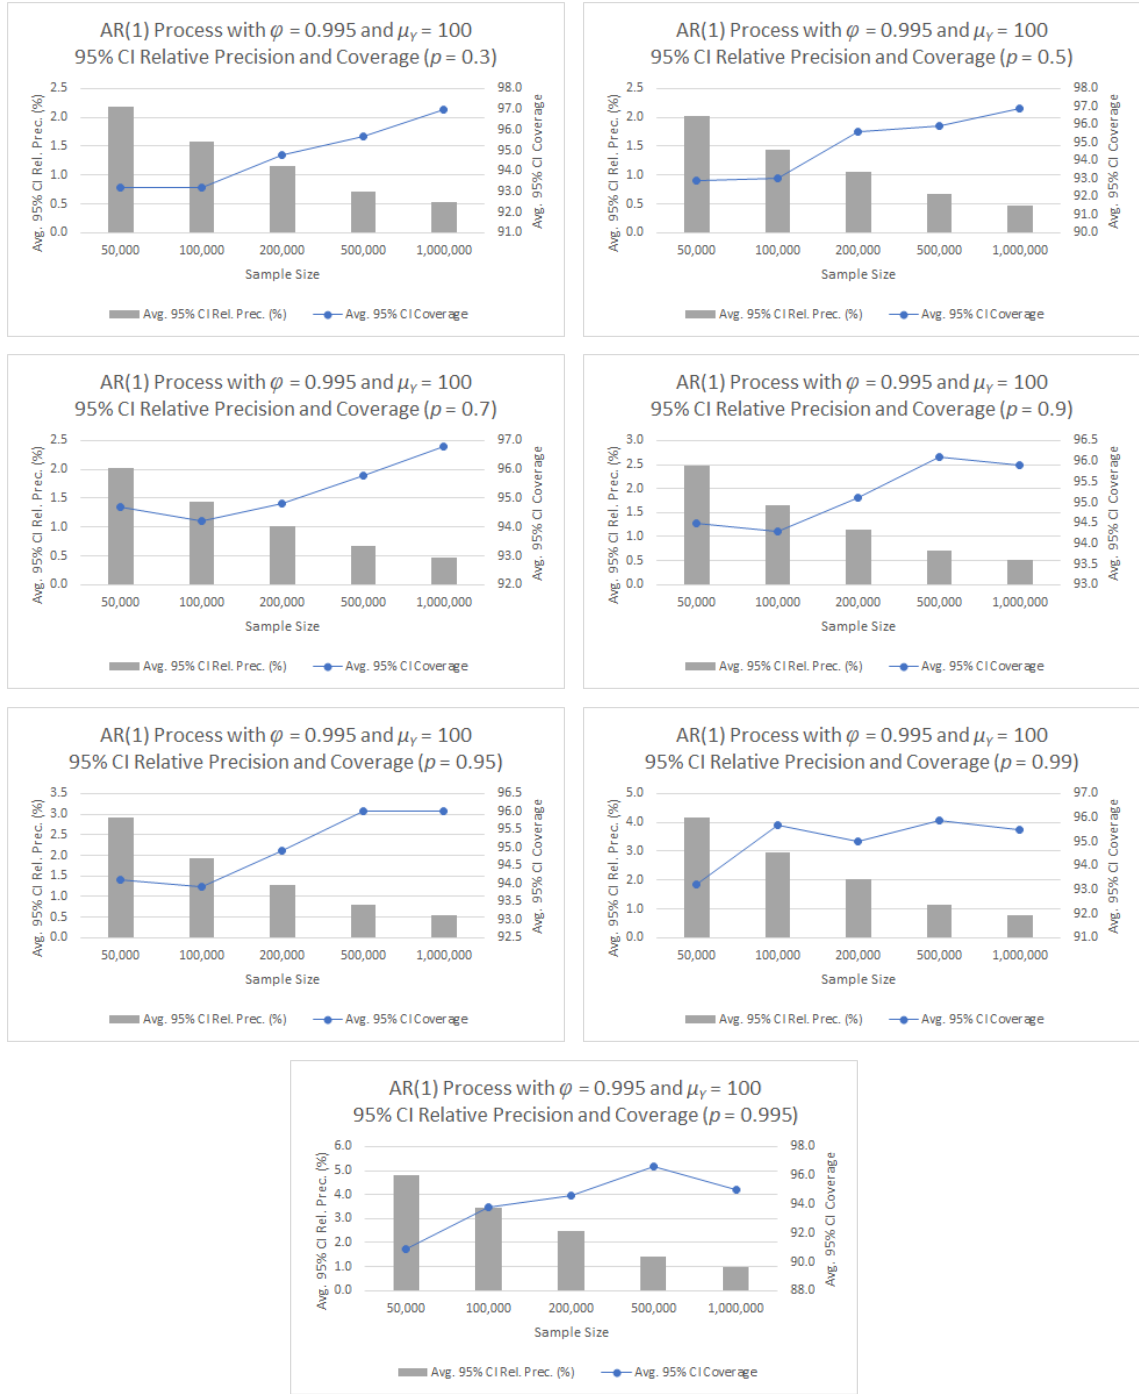 AR(1) Process with φ = 0.995 and μY = 100
95% CI Relative Precision and Coverage (p = 0.3)
Avg. 95% CI Rel. Prec. (%)
2.5
2.0
1.5
1.0
0.5
0.0
98.0
97.0
96.0
95.0
94.0
93.0
92.0
91.0
Avg. 95% CI Coverage
50,000 100,000 200,000 500,000 1,000,000
Sample Size
Avg. 95% CI Rel. Prec. (%) Avg. 95% CI Coverage
AR(1) Process with φ = 0.995 and μY = 100
95% CI Relative Precision and Coverage (p = 0.5)
Avg. 95% CI Rel. Prec. (%)
2.5
2.0
1.5
1.0
0.5
0.0
98.0
97.0
96.0
95.0
94.0
93.0
92.0
91.0
90.0
Avg. 95% CI Coverage
50,000 100,000 200,000 500,000 1,000,000
Sample Size
Avg. 95% CI Rel. Prec. (%) Avg. 95% CI Coverage
AR(1) Process with φ = 0.995 and μY = 100
95% CI Relative Precision and Coverage (p = 0.7)
Avg. 95% CI Rel. Prec. (%)
2.5
2.0
1.5
1.0
0.5
0.0
97.0
96.0
95.0
94.0
93.0
92.0
Avg. 95% CI Coverage
50,000 100,000 200,000 500,000 1,000,000
Sample Size
Avg. 95% CI Rel. Prec. (%) Avg. 95% CI Coverage
AR(1) Process with φ = 0.995 and μY = 100
95% CI Relative Precision and Coverage (p = 0.9)
Avg. 95% CI Rel. Prec. (%)
3.0
2.5
2.0
1.5
1.0
0.5
0.0
96.5
96.0
95.5
95.0
94.5
94.0
93.5
93.0
Avg. 95% CI Coverage
50,000 100,000 200,000 500,000 1,000,000
Sample Size
Avg. 95% CI Rel. Prec. (%) Avg. 95% CI Coverage
AR(1) Process with φ = 0.995 and μY = 100
95% CI Relative Precision and Coverage (p = 0.95)
Avg. 95% CI Rel. Prec. (%)
3.5
3.0
2.5
2.0
1.5
1.0
0.5
0.0
96.5
96.0
95.5
95.0
94.5
94.0
93.5
93.0
92.5
Avg. 95% CI Coverage
50,000 100,000 200,000 500,000 1,000,000
Sample Size
Avg. 95% CI Rel. Prec. (%) Avg. 95% CI Coverage
AR(1) Process with φ = 0.995 and μY = 100
95% CI Relative Precision and Coverage (p = 0.99)
Avg. 95% CI Rel. Prec. (%)
5.0
4.0
3.0
2.0
1.0
0.0
97.0
96.0
95.0
94.0
93.0
92.0
91.0
Avg. 95% CI Coverage
50,000 100,000 200,000 500,000 1,000,000
Sample Size
Avg. 95% CI Rel. Prec. (%) Avg. 95% CI Coverage
AR(1) Process with φ = 0.995 and μY = 100
95% CI Relative Precision and Coverage (p = 0.995)
Avg. 95% CI Rel. Prec. (%)
6.0
5.0
4.0
3.0
2.0
1.0
0.0
98.0
96.0
94.0
92.0
90.0
88.0
Avg. 95% CI Coverage
50,000 100,000 200,000 500,000 1,000,000
Sample Size
Avg. 95% CI Rel. Prec. (%) Avg. 95% CI Coverage